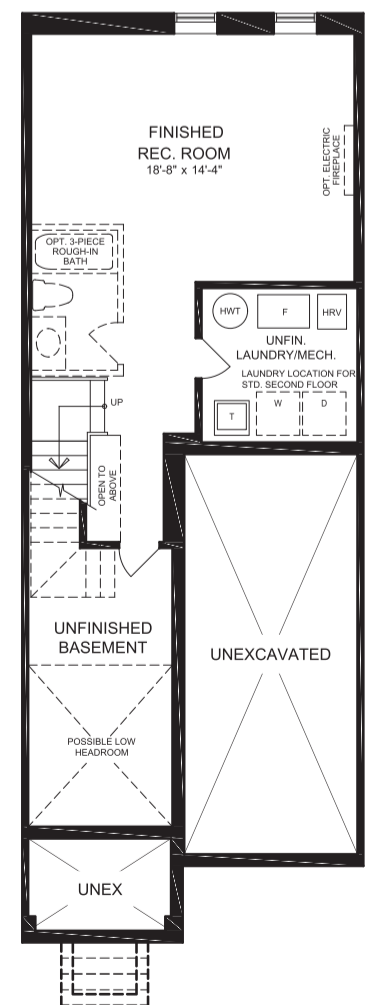 FINISHED
REC. ROOM
18'-8" x 14'-4"
OPT. ELECTRIC
FIREPLACE
OPT. 3-PIECE
ROUGH-IN
BATH
HWT
F
HRV
UNFIN.
LAUNDRY/MECH.
LAUNDRY LOCATION FOR
STD. SECOND FLOOR
T
W
D
UP
OPEN TO
ABOVE
UNFINISHED
BASEMENT
UNEXCAVATED
POSSIBLE LOW
HEADROOM
UNEX